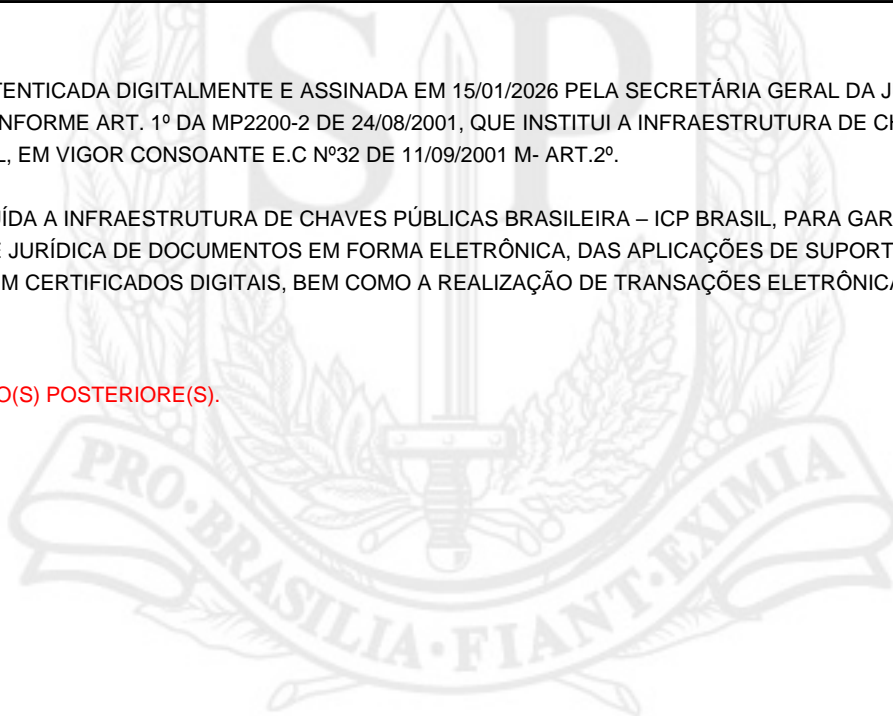 TENTICADA DIGITALMENTE E ASSINADA EM 15/01/2026 PELA SECRETÁRIA GERAL DA J
NFORME ART. 1º DA MP2200-2 DE 24/08/2001, QUE INSTITUI A INFRAESTRUTURA DE CH
L, EM VIGOR CONSOANTE E.C Nº32 DE 11/09/2001 M- ART.2º.
UÍDA A INFRAESTRUTURA DE CHAVES PÚBLICAS BRASILEIRA – ICP BRASIL, PARA GAR
E JURÍDICA DE DOCUMENTOS EM FORMA ELETRÔNICA, DAS APLICAÇÕES DE SUPORT
M CERTIFICADOS DIGITAIS, BEM COMO A REALIZAÇÃO DE TRANSAÇÕES ELETRÔNICA
O(S) POSTERIORE(S).
SP
PRO·BRASILIA·FIANT·EXIMIA